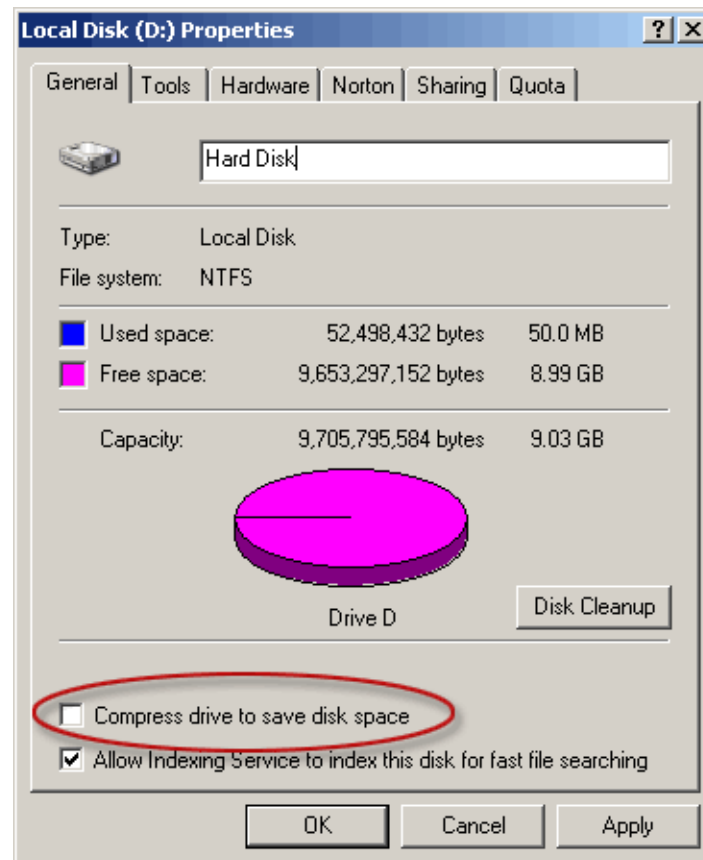 Local Disk (D:) Properties
General Tools Hardware Norton Sharing Quota
Hard Disk
Type: Local Disk
File system: NTFS
Used space: 52,498,432 bytes 50.0 MB
Free space: 9,653,297,152 bytes 8.99 GB
Capacity: 9,705,795,584 bytes 9.03 GB
Drive D
Disk Cleanup
Compress drive to save disk space
Allow Indexing Service to index this disk for fast file searching
OK Cancel Apply